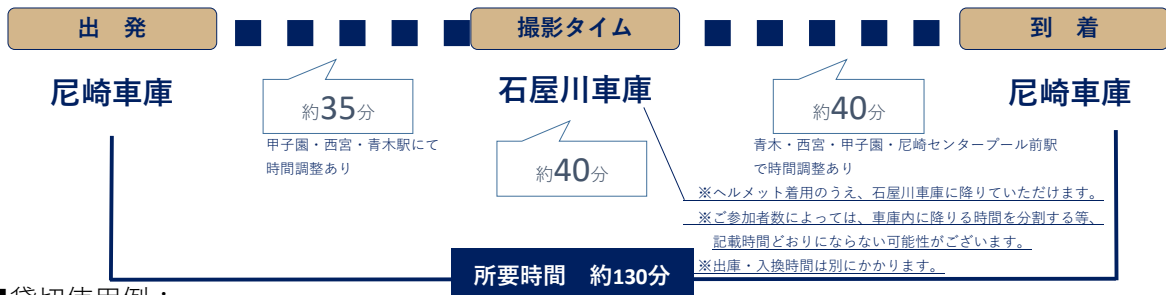 出 発
撮影タイム
到 着
尼崎車庫
石屋川車庫
尼崎車庫
約35分
約40分
甲子園・西宮・青木駅にて
時間調整あり
約40分
青木・西宮・甲子園・尼崎センタープール前駅
で時間調整あり
※ヘルメット着用のうえ、石屋川車庫に降りていただけます。
※ご参加者数によっては、車庫内に降りる時間を分割する等、
記載時間どおりにならない可能性がございます。
※出庫・入換時間は別にかかります。
所要時間 約130分
■貸切使用例: